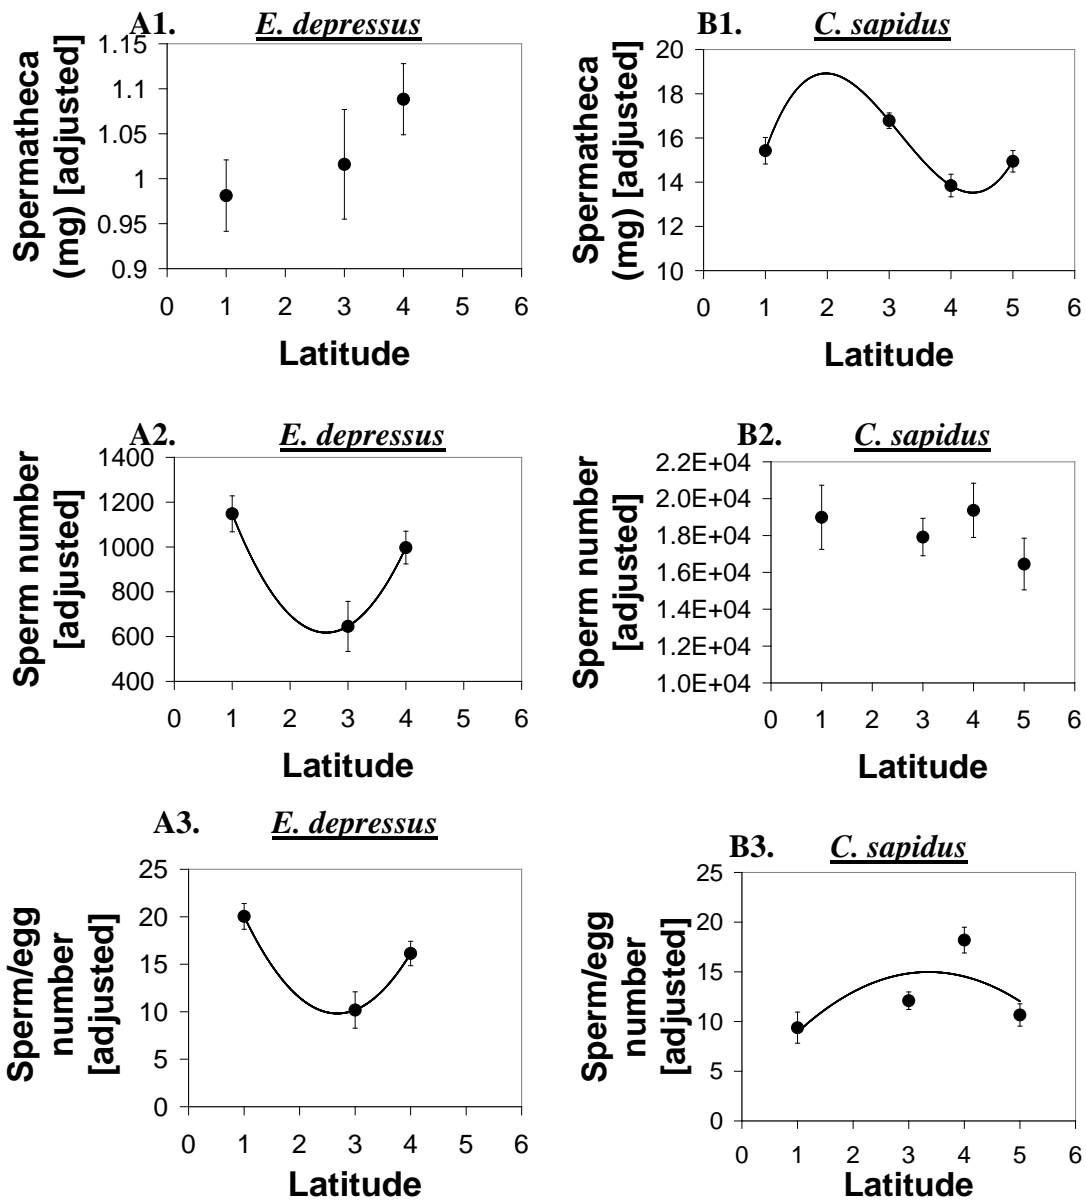 A1. E. depressus
Spermatheca
(mg) [adjusted]
1.15
1.1
1.05
1
0.95
0.9
0 1 2 3 4 5 6
Latitude
B1. C. sapidus
Spermatheca
(mg) [adjusted]
20
18
16
14
12
10
0 1 2 3 4 5 6
Latitude
A2. E. depressus
Sperm number
[adjusted]
1400
1200
1000
800
600
400
0 1 2 3 4 5 6
Latitude
B2. C. sapidus
Sperm number
[adjusted]
2.2E+04
2.0E+04
1.8E+04
1.6E+04
1.4E+04
1.2E+04
1.0E+04
0 1 2 3 4 5 6
Latitude
A3. E. depressus
Sperm/egg
number
[adjusted]
25
20
15
10
5
0
0 1 2 3 4 5 6
Latitude
B3. C. sapidus
Sperm/egg
number
[adjusted]
25
20
15
10
5
0
0 1 2 3 4 5 6
Latitude